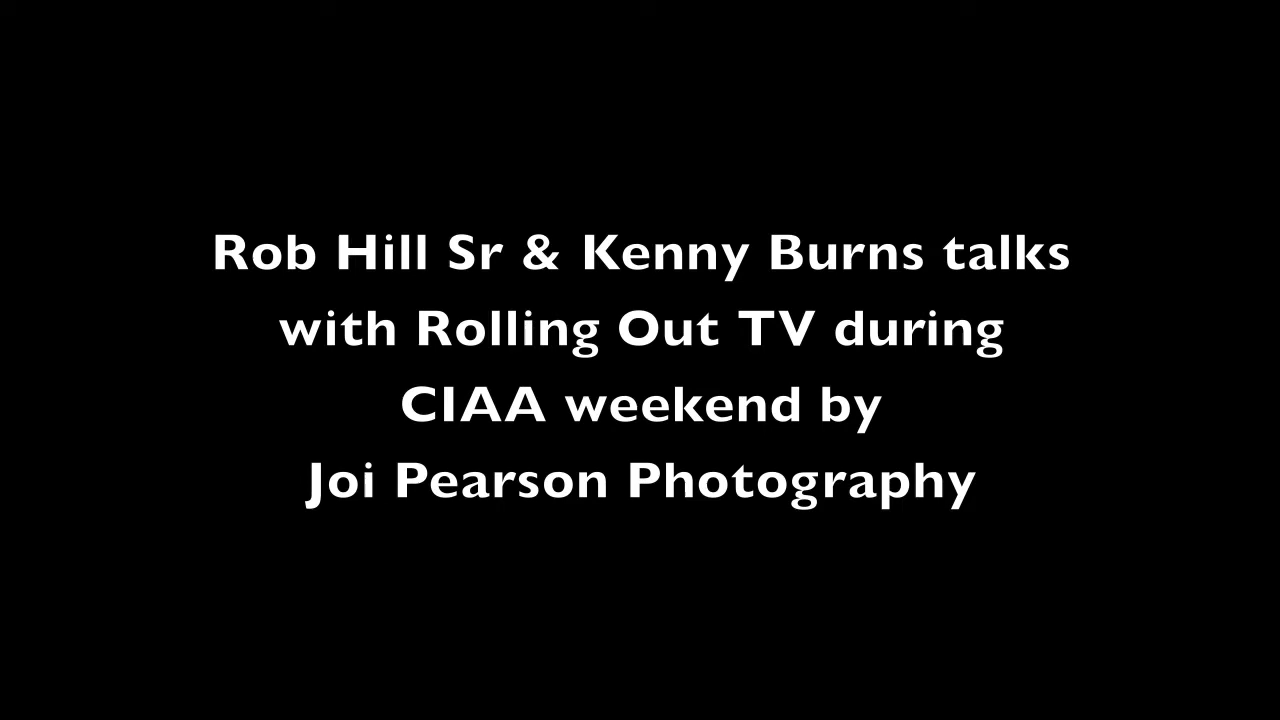 Rob Hill Sr & Kenny Burns talks
with Rolling Out TV during
CIAA weekend by
Joi Pearson Photography